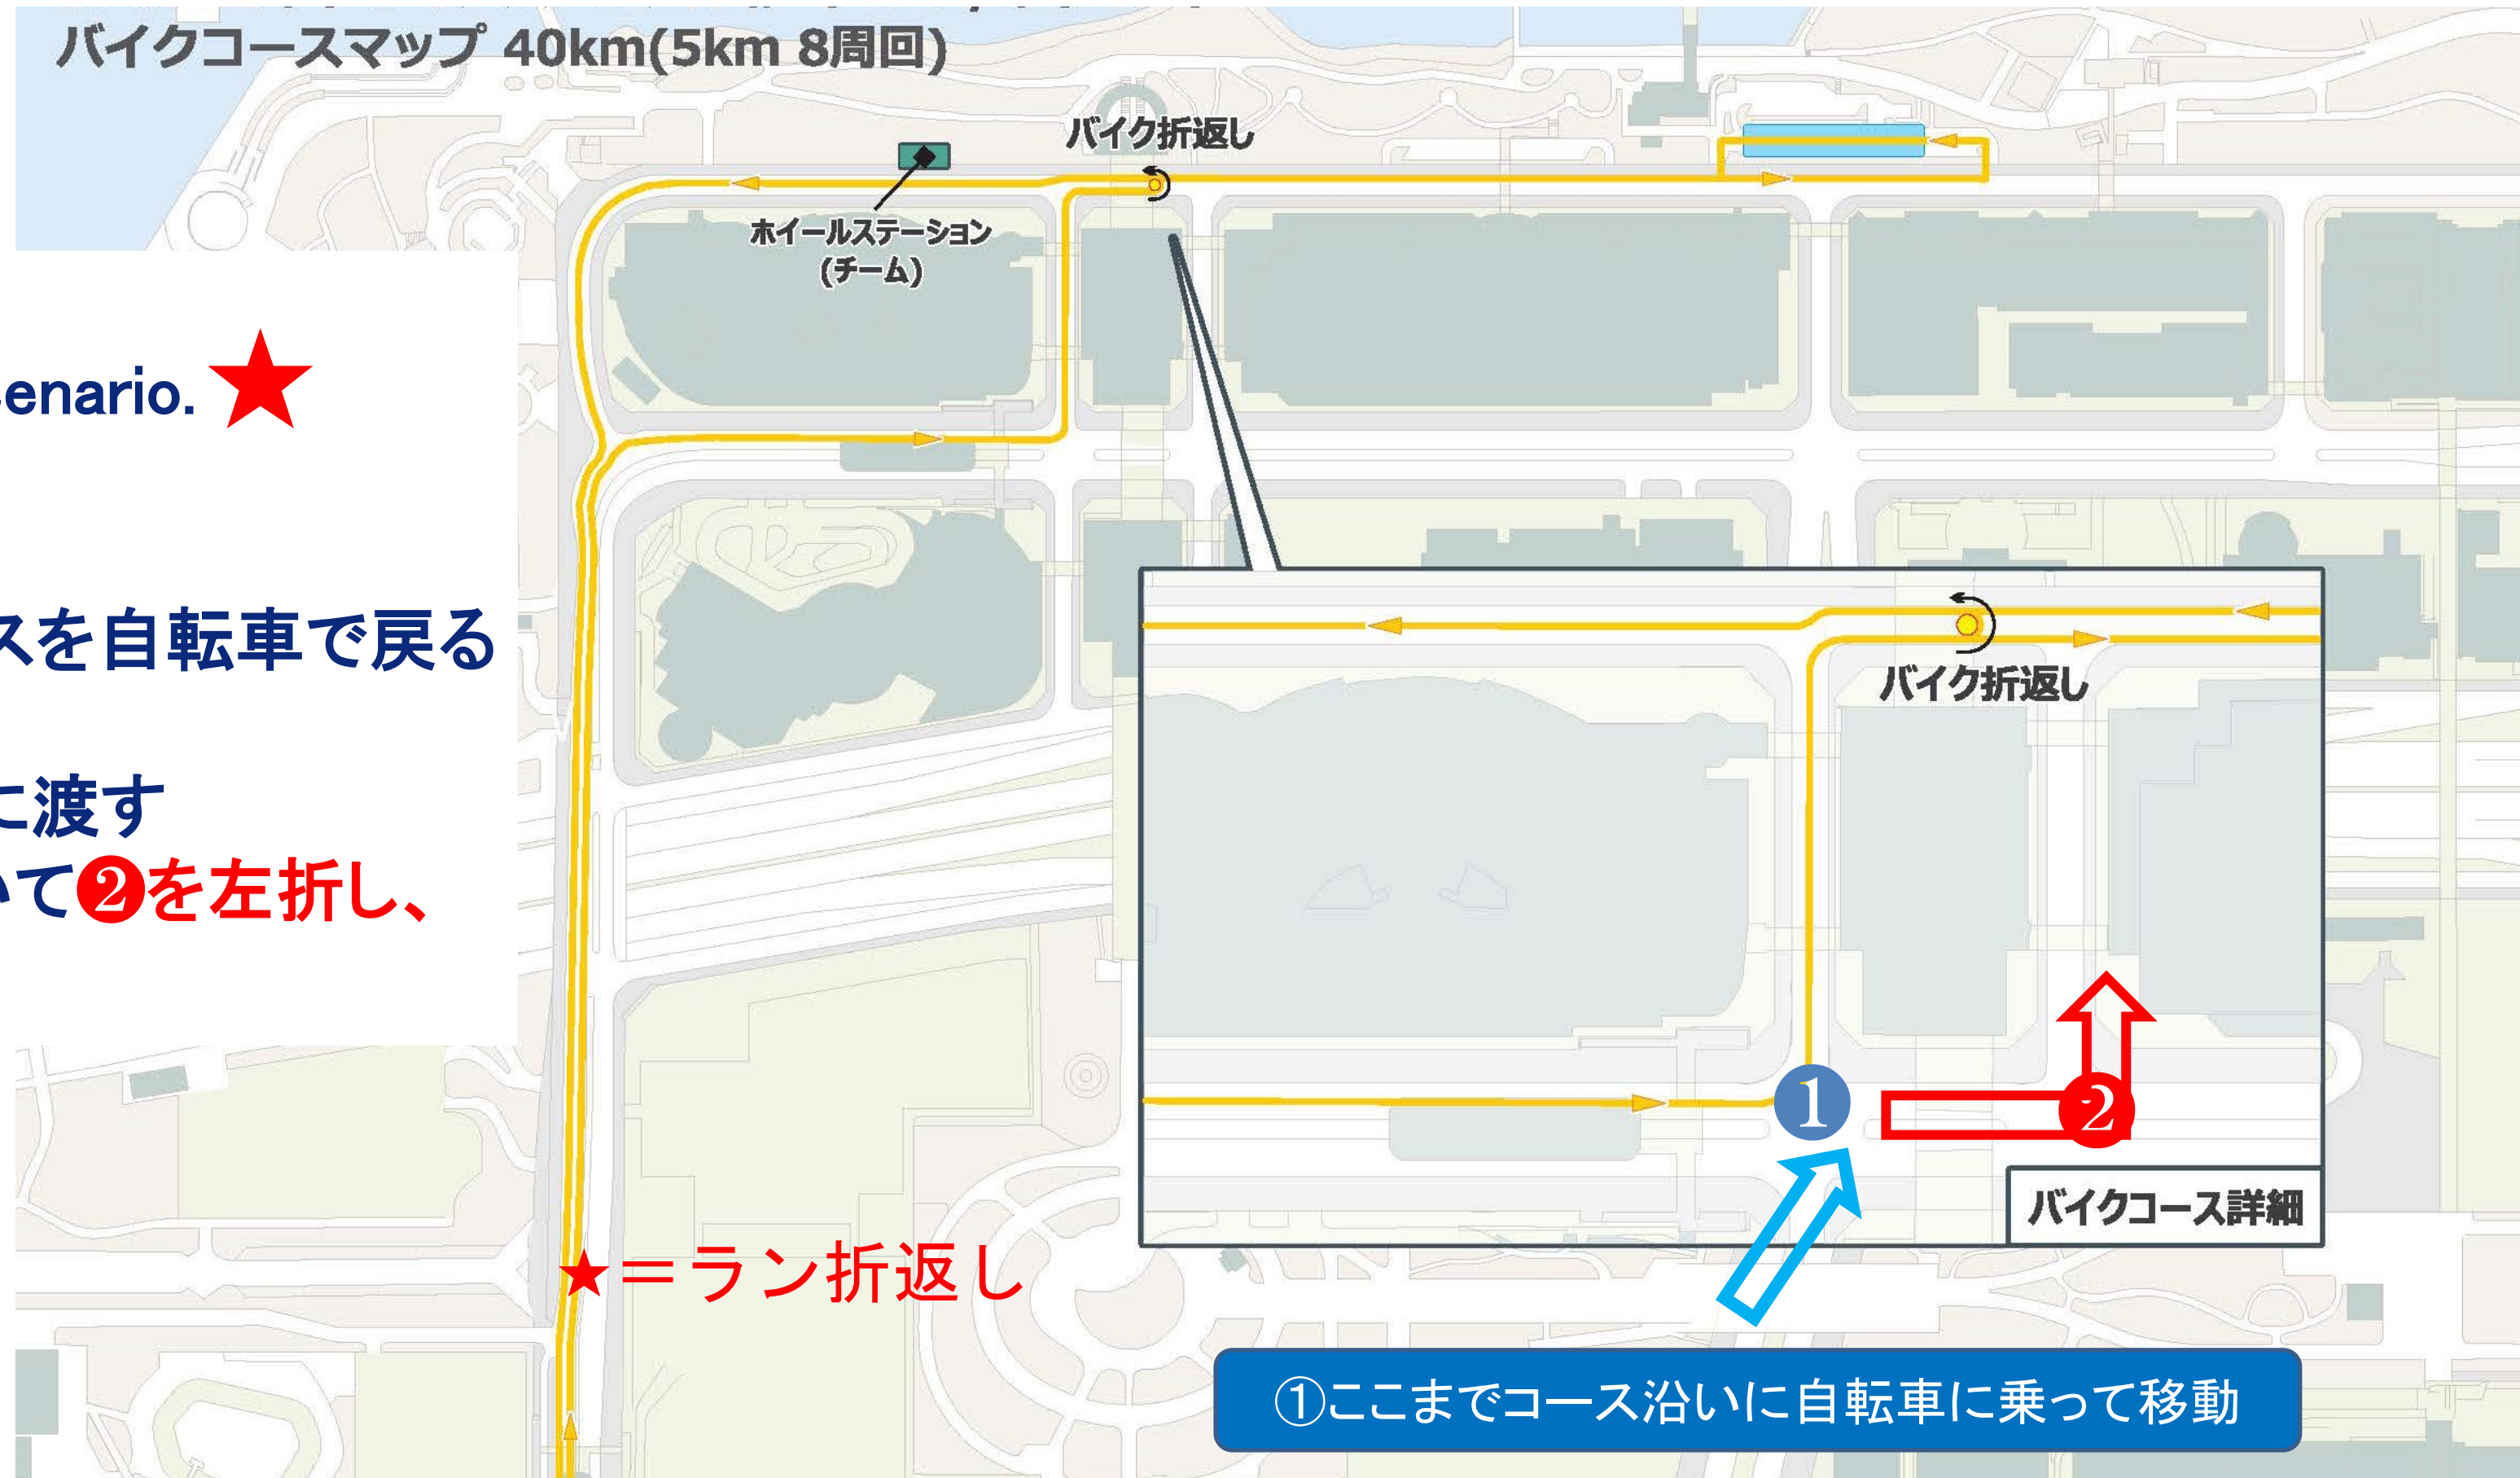 バイクコースマップ 40km(5km 8周回)
バイク折返し
ホイールステーション
(チーム)
enario.★
スを自転車で戻る
に渡す
いて❷を左折し、
バイク折返し
❶
❷
バイクコース詳細
★=ラン折返し
①ここまでコース沿いに自転車に乗って移動